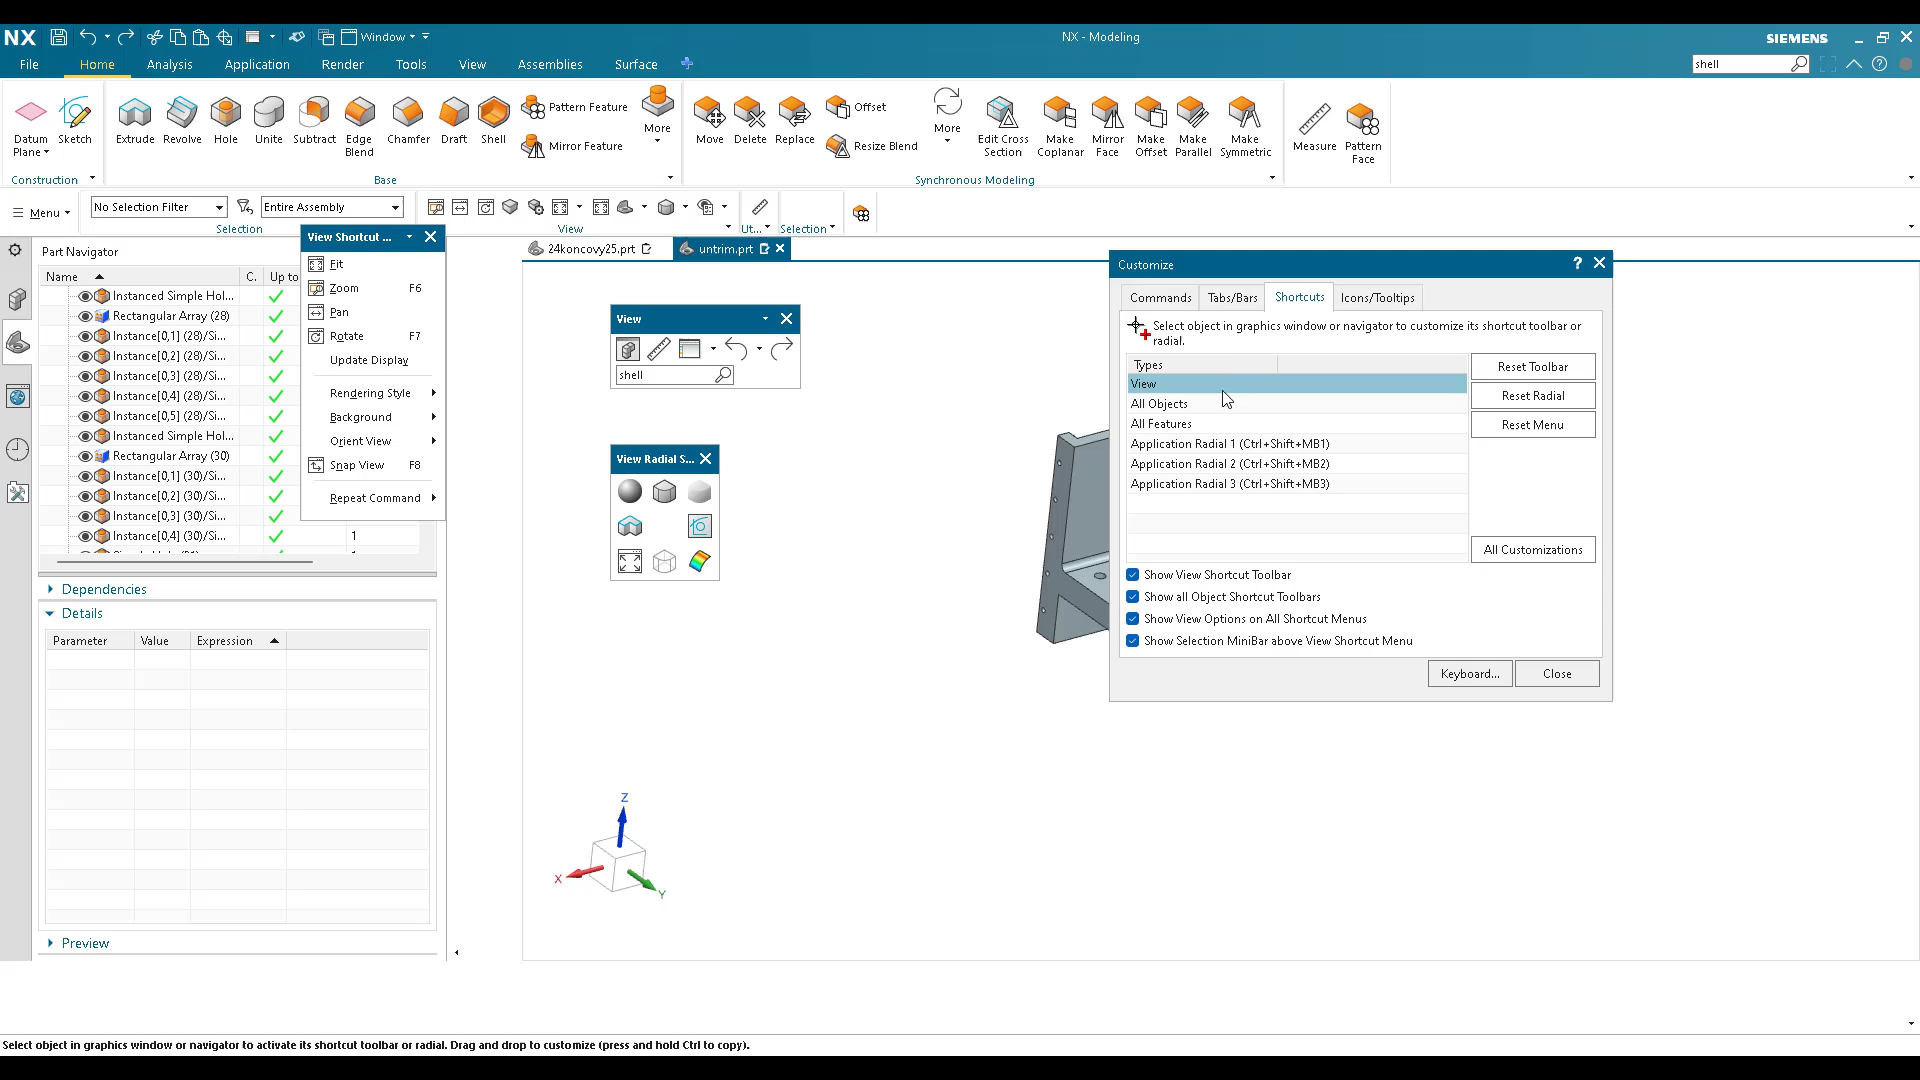 NX
Window
NX - Modeling
SIEMENS
File
Home
Analysis
Application
Render
Tools
View
Assemblies
Surface
shell
Datum
Plane
Sketch
Extrude
Revolve
Hole
Unite
Subtract
Edge
Blend
Chamfer
Draft
Shell
Pattern Feature
Mirror Feature
More
Move
Delete
Replace
Offset
Resize Blend
More
Edit Cross
Section
Make
Coplanar
Mirror
Face
Make
Offset
Make
Parallel
Make
Symmetric
Measure
Pattern
Face
Construction
Base
Synchronous Modeling
Menu
No Selection Filter
Entire Assembly
Selection
View
Ut...
Selection
Part Navigator
Name
C.
Up to
Instanced Simple Hol...
Rectangular Array (28)
Instance[0,1] (28)/Si...
Instance[0,2] (28)/Si...
Instance[0,3] (28)/Si...
Instance[0,4] (28)/Si...
Instance[0,5] (28)/Si...
Instanced Simple Hol...
Rectangular Array (30)
Instance[0,1] (30)/Si...
Instance[0,2] (30)/Si...
Instance[0,3] (30)/Si...
Instance[0,4] (30)/Si...
1
Dependencies
Details
Parameter
Value
Expression
Preview
View Shortcut ...
Fit
Zoom F6
Pan
Rotate F7
Update Display
Rendering Style
Background
Orient View
Snap View F8
Repeat Command
24koncovy25.prt
untrim.prt
View
shell
View Radial S...
Z
X
Y
Customize
?
Commands
Tabs/Bars
Shortcuts
Icons/Tooltips
Select object in graphics window or navigator to customize its shortcut toolbar or
radial.
Types
View
All Objects
All Features
Application Radial 1 (Ctrl+Shift+MB1)
Application Radial 2 (Ctrl+Shift+MB2)
Application Radial 3 (Ctrl+Shift+MB3)
Reset Toolbar
Reset Radial
Reset Menu
All Customizations
Show View Shortcut Toolbar
Show all Object Shortcut Toolbars
Show View Options on All Shortcut Menus
Show Selection MiniBar above View Shortcut Menu
Keyboard...
Close
Select object in graphics window or navigator to activate its shortcut toolbar or radial. Drag and drop to customize (press and hold Ctrl to copy).